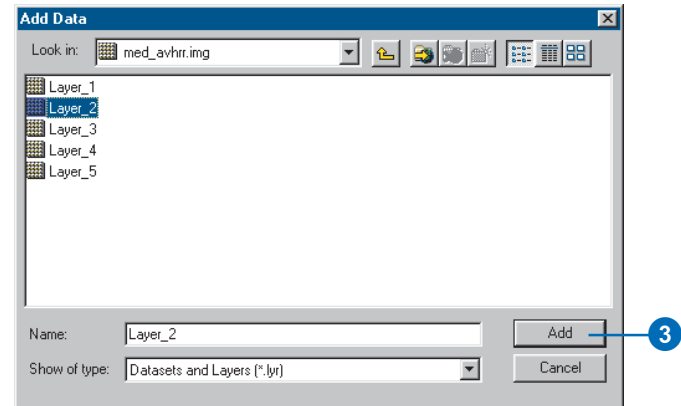 Add Data
Look in: med_avhrr.img
Layer_1
Layer_2
Layer_3
Layer_4
Layer_5
Name: Layer_2 Add 3
Show of type: Datasets and Layers (*.lyr) Cancel